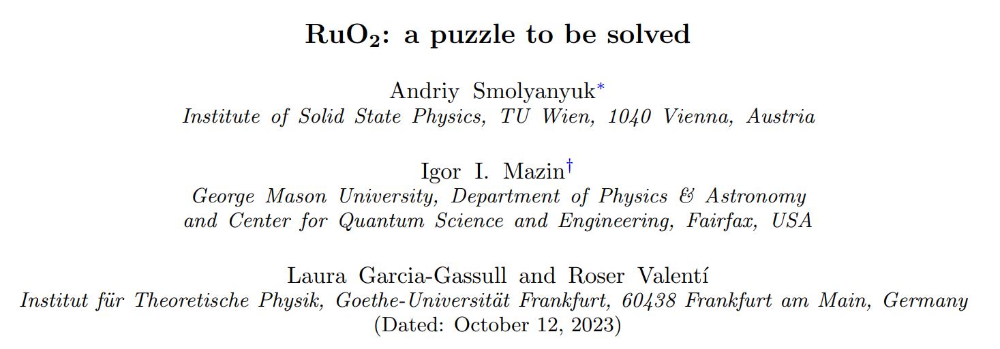 RuO₂: a puzzle to be solved
Andriy Smolyanyuk*
Institute of Solid State Physics, TU Wien, 1040 Vienna, Austria
Igor I. Mazin†
George Mason University, Department of Physics & Astronomy
and Center for Quantum Science and Engineering, Fairfax, USA
Laura Garcia-Gassull and Roser Valentí
Institut für Theoretische Physik, Goethe-Universität Frankfurt, 60438 Frankfurt am Main, Germany
(Dated: October 12, 2023)